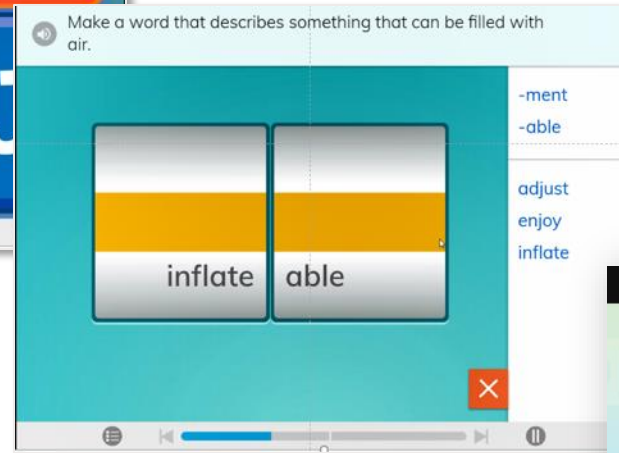 Make a word that describes something that can be filled with
air.
-ment
-able
adjust
enjoy
inflate
inflate able